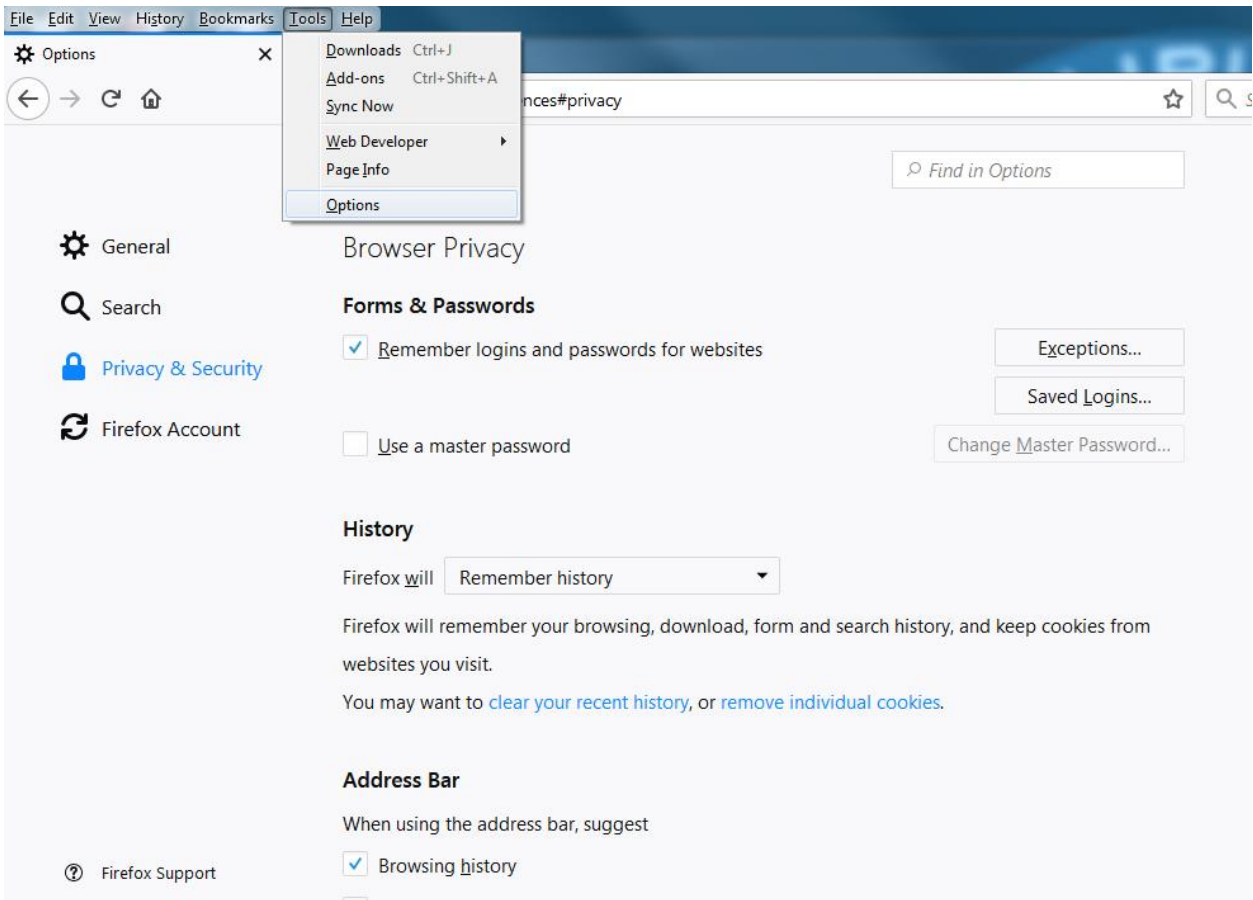 File Edit View History Bookmarks Tools Help
Options
Downloads Ctrl+J
Add-ons Ctrl+Shift+A
Sync Now
Web Developer
Page Info
Options
nces#privacy
Find in Options
General
Search
Privacy & Security
Firefox Account
Firefox Support
Browser Privacy
Forms & Passwords
Remember logins and passwords for websites
Exceptions...
Saved Logins...
Use a master password
Change Master Password...
History
Firefox will Remember history
Firefox will remember your browsing, download, form and search history, and keep cookies from
websites you visit.
You may want to clear your recent history, or remove individual cookies.
Address Bar
When using the address bar, suggest
Browsing history